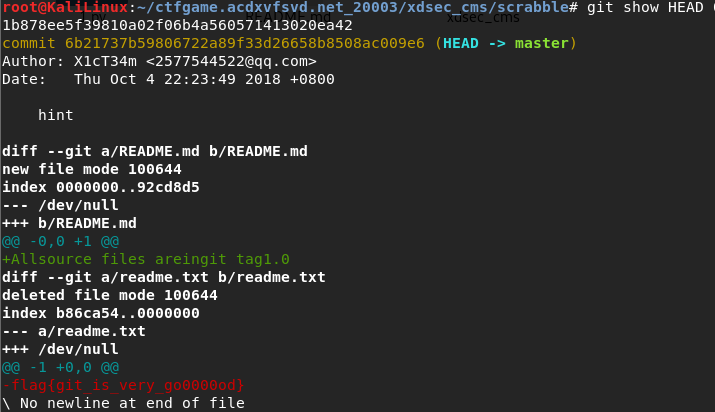 root@KaliLinux:~/ctfgame.acdxvfsvd.net_20003/xdsec_cms/scrabble# git show HEAD
1b878ee5f39810a02f06b4a560571413020ea42
commit 6b21737b59806722a89f33d26658b8508ac009e6 (HEAD -> master)
Author: X1cT34m <2577544522@qq.com>
Date:   Thu Oct 4 22:23:49 2018 +0800
    hint
diff --git a/README.md b/README.md
new file mode 100644
index 0000000..92cd8d5
--- /dev/null
+++ b/README.md
@@ -0,0 +1 @@
+Allsource files areingit tag1.0
diff --git a/readme.txt b/readme.txt
deleted file mode 100644
index b86ca54..0000000
--- a/readme.txt
+++ /dev/null
@@ -1 +0,0 @@
-flag{git_is_very_go0000od}
\ No newline at end of file